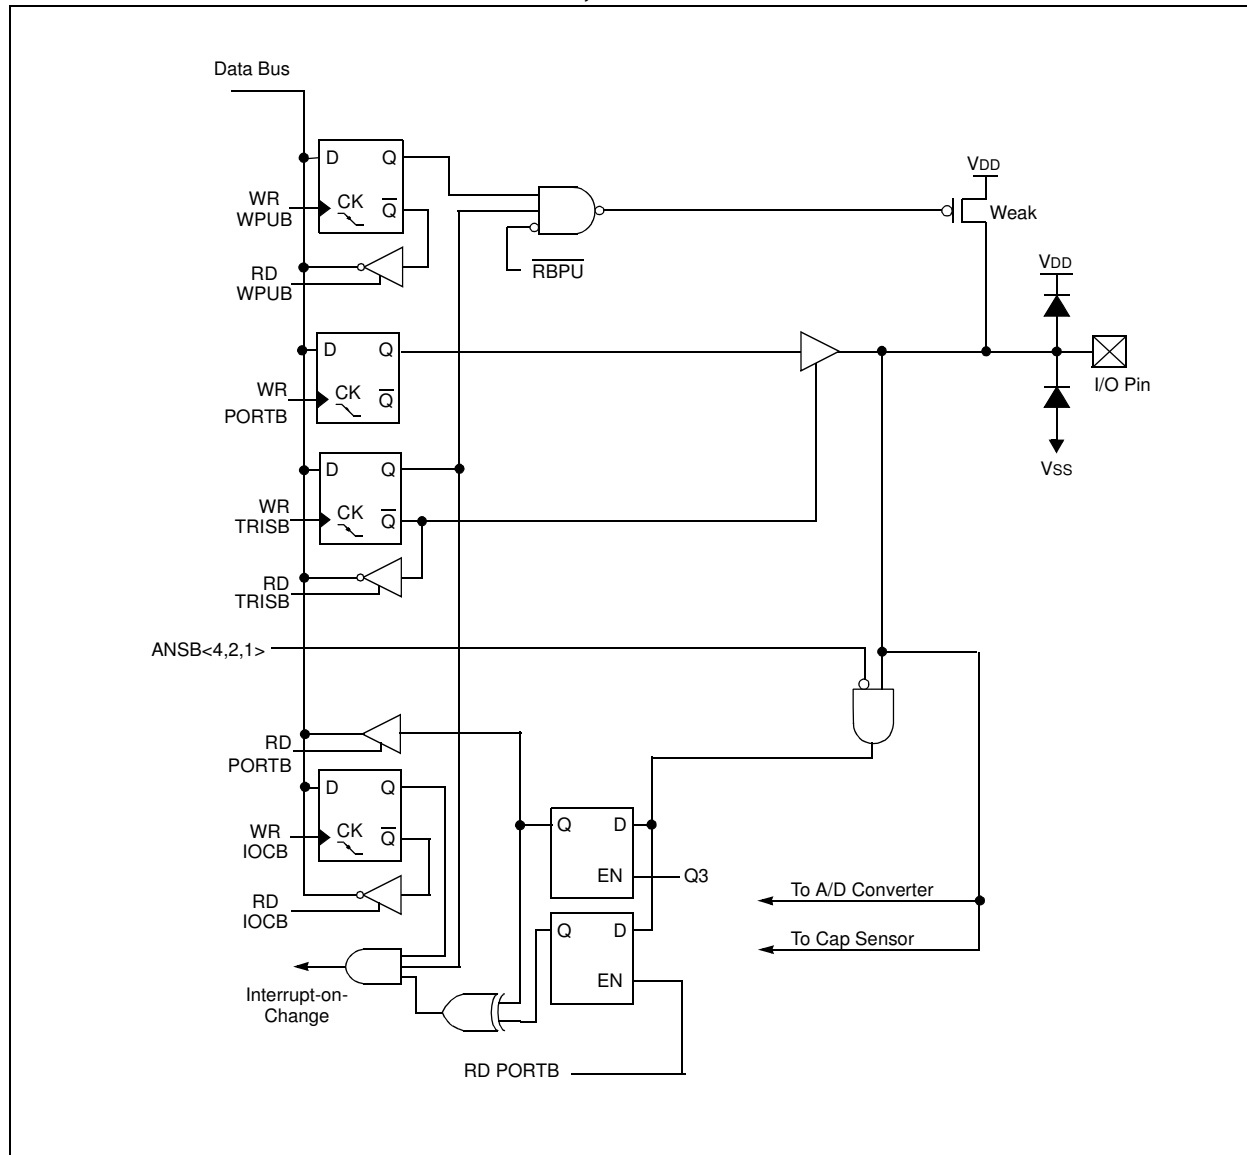 Data Bus
D Q
CK Q̅
WR
WPUB
RD
WPUB
R̅B̅P̅U̅
VDD
Weak
VDD
I/O Pin
VSS
D Q
CK Q̅
WR
PORTB
D Q
CK Q̅
WR
TRISB
RD
TRISB
ANSB<4,2,1>
RD
PORTB
D Q
CK Q̅
WR
IOCB
RD
IOCB
Q D
EN
Q3
Q D
EN
To A/D Converter
To Cap Sensor
Interrupt-on-
Change
RD PORTB